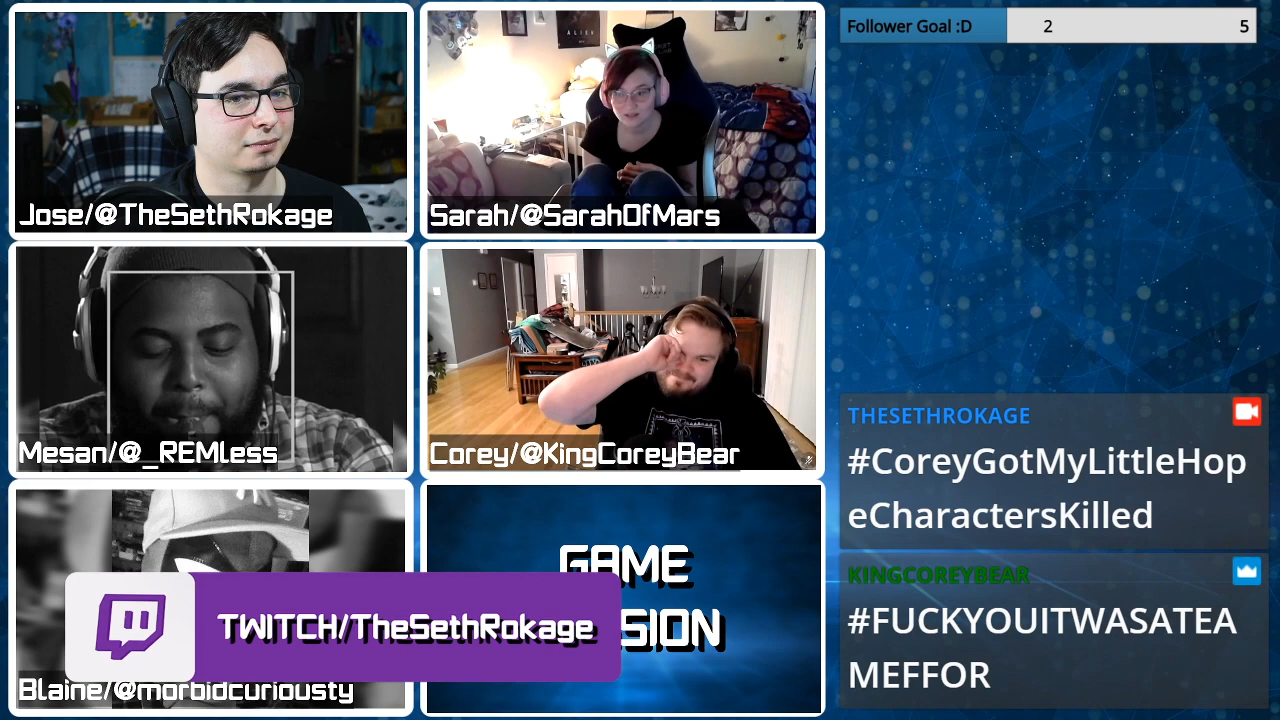 Follower Goal :D 2 5
ALIEN
Jose/@TheSethRokage
Sarah/@SarahOfMars
Mesan/@_REMLess
Corey/@KingCoreyBear
GAME
SION
TWITCH/TheSethRokage
Blaine/@morbidcuriousty
THESETHROKAGE
#CoreyGotMyLittleHop
eCharactersKilled
KINGCOREYBEAR
#FUCKYOUITWASATEA
MEFFOR